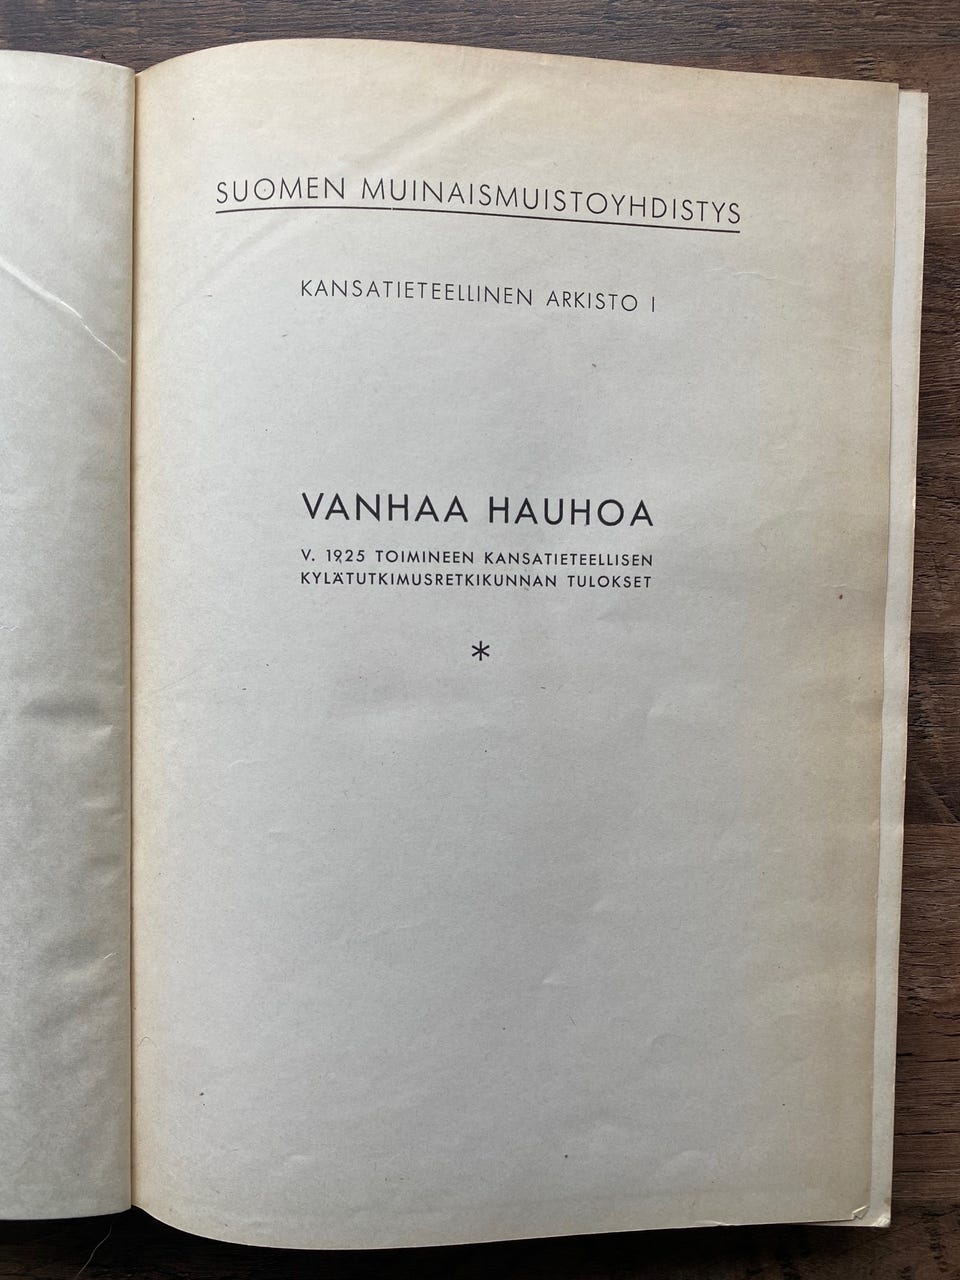 SUOMEN MUINAISMUISTOYHDISTYS
KANSATIETEELLINEN ARKISTO I
VANHAA HAUHOA
V. 1925 TOIMINEEN KANSATIETEELLISEN
KYLÄTUTKIMUSRETKIKUNNAN TULOKSET
*